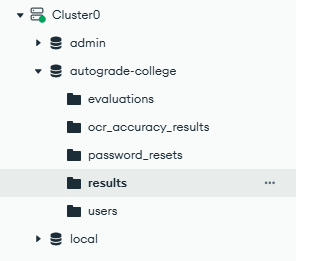 Cluster0
admin
autograde-college
evaluations
ocr_accuracy_results
password_resets
results
users
local